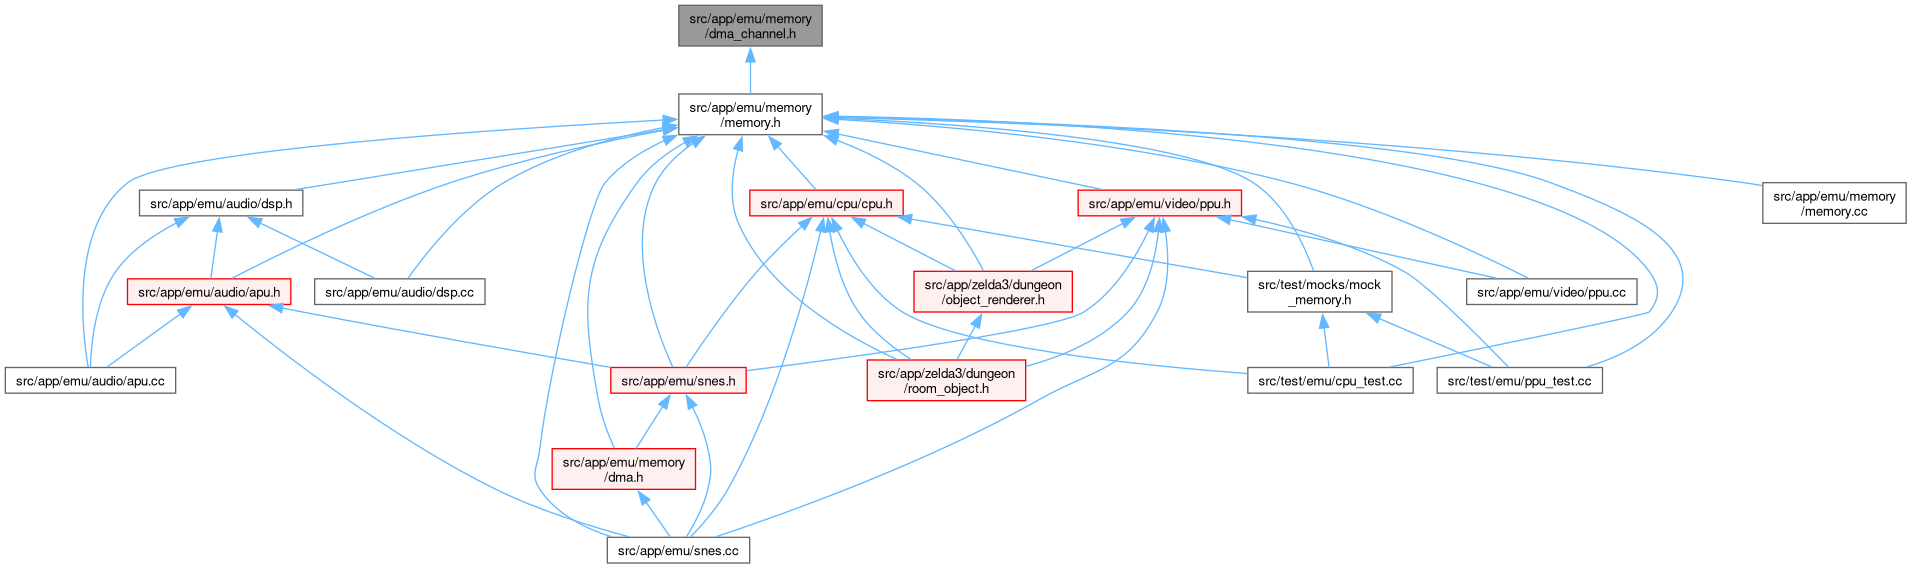 src/app/emu/memory
/dma_channel.h
src/app/emu/memory
/memory.h
src/app/emu/audio/dsp.h
src/app/emu/cpu/cpu.h
src/app/emu/video/ppu.h
src/app/emu/memory
/memory.cc
src/app/emu/audio/apu.h
src/app/emu/audio/dsp.cc
src/app/zelda3/dungeon
/object_renderer.h
src/test/mocks/mock
_memory.h
src/app/emu/video/ppu.cc
src/app/emu/audio/apu.cc
src/app/emu/snes.h
src/app/zelda3/dungeon
/room_object.h
src/test/emu/cpu_test.cc
src/test/emu/ppu_test.cc
src/app/emu/memory
/dma.h
src/app/emu/snes.cc